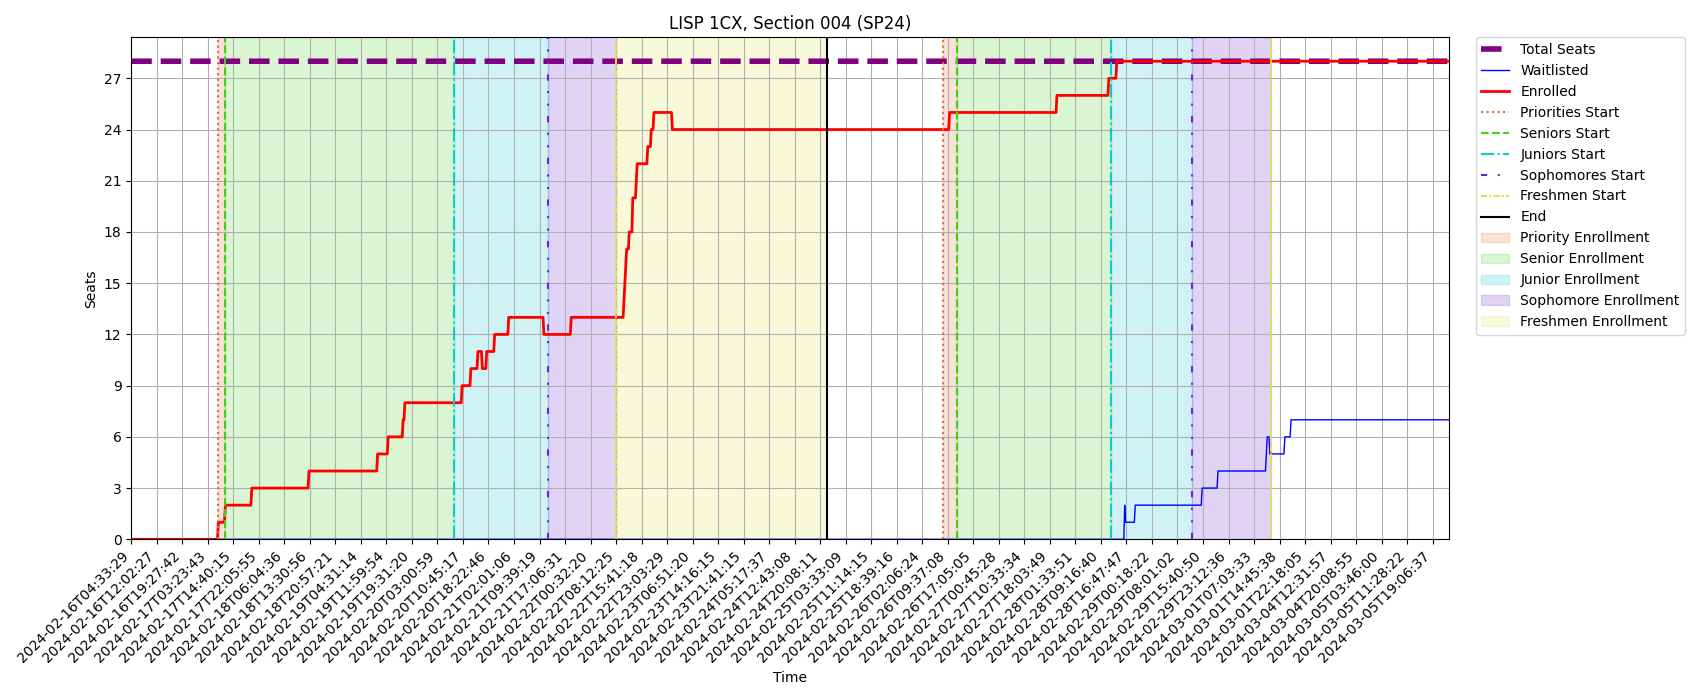 LISP 1CX, Section 004 (SP24)
Total Seats
Waitlisted
Enrolled
Priorities Start
Seniors Start
Juniors Start
Sophomores Start
Freshmen Start
End
Priority Enrollment
Senior Enrollment
Junior Enrollment
Sophomore Enrollment
Freshmen Enrollment
Seats
27
24
21
18
15
12
9
6
3
0
2024-02-16T04:33:29
2024-02-16T12:02:27
2024-02-16T19:27:42
2024-02-17T03:23:43
2024-02-17T14:40:15
2024-02-17T22:05:53
2024-02-18T06:04:36
2024-02-18T13:30:56
2024-02-18T20:57:21
2024-02-19T04:31:14
2024-02-19T11:59:54
2024-02-19T19:31:20
2024-02-20T03:00:59
2024-02-20T10:45:17
2024-02-20T18:22:46
2024-02-21T02:01:06
2024-02-21T09:39:19
2024-02-21T17:06:31
2024-02-22T00:32:20
2024-02-22T08:12:25
2024-02-22T15:41:18
2024-02-22T23:03:29
2024-02-23T06:51:20
2024-02-23T14:16:15
2024-02-23T21:41:15
2024-02-24T05:17:37
2024-02-24T12:43:08
2024-02-24T20:08:11
2024-02-25T03:33:09
2024-02-25T11:14:15
2024-02-25T18:39:16
2024-02-26T02:06:24
2024-02-26T09:37:08
2024-02-26T17:05:05
2024-02-27T00:45:28
2024-02-27T10:33:34
2024-02-27T18:03:49
2024-02-28T01:33:51
2024-02-28T09:16:40
2024-02-28T16:47:47
2024-02-29T00:18:22
2024-02-29T08:01:02
2024-02-29T15:40:50
2024-02-29T23:12:36
2024-03-01T07:03:33
2024-03-01T14:45:38
2024-03-01T22:18:05
2024-03-04T12:31:57
2024-03-04T20:08:55
2024-03-05T03:46:00
2024-03-05T11:28:22
2024-03-05T19:06:37
Time